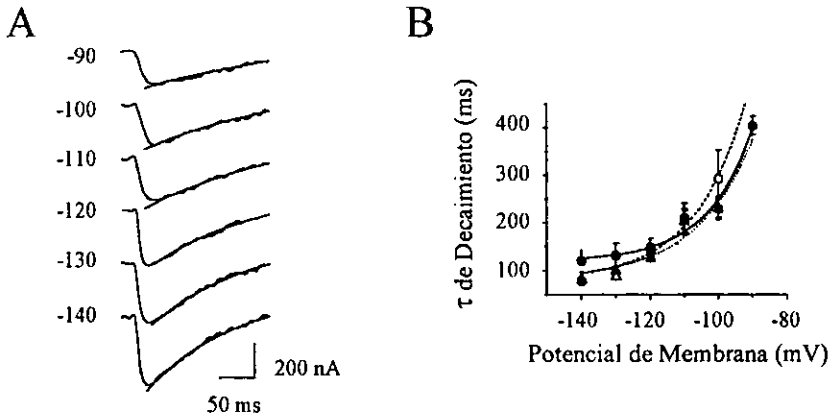 A
-90
-100
-110
-120
-130
-140
200 nA
50 ms
B
τ de Decaimiento (ms)
400
300
200
100
-140
-120
-100
-80
Potencial de Membrana (mV)